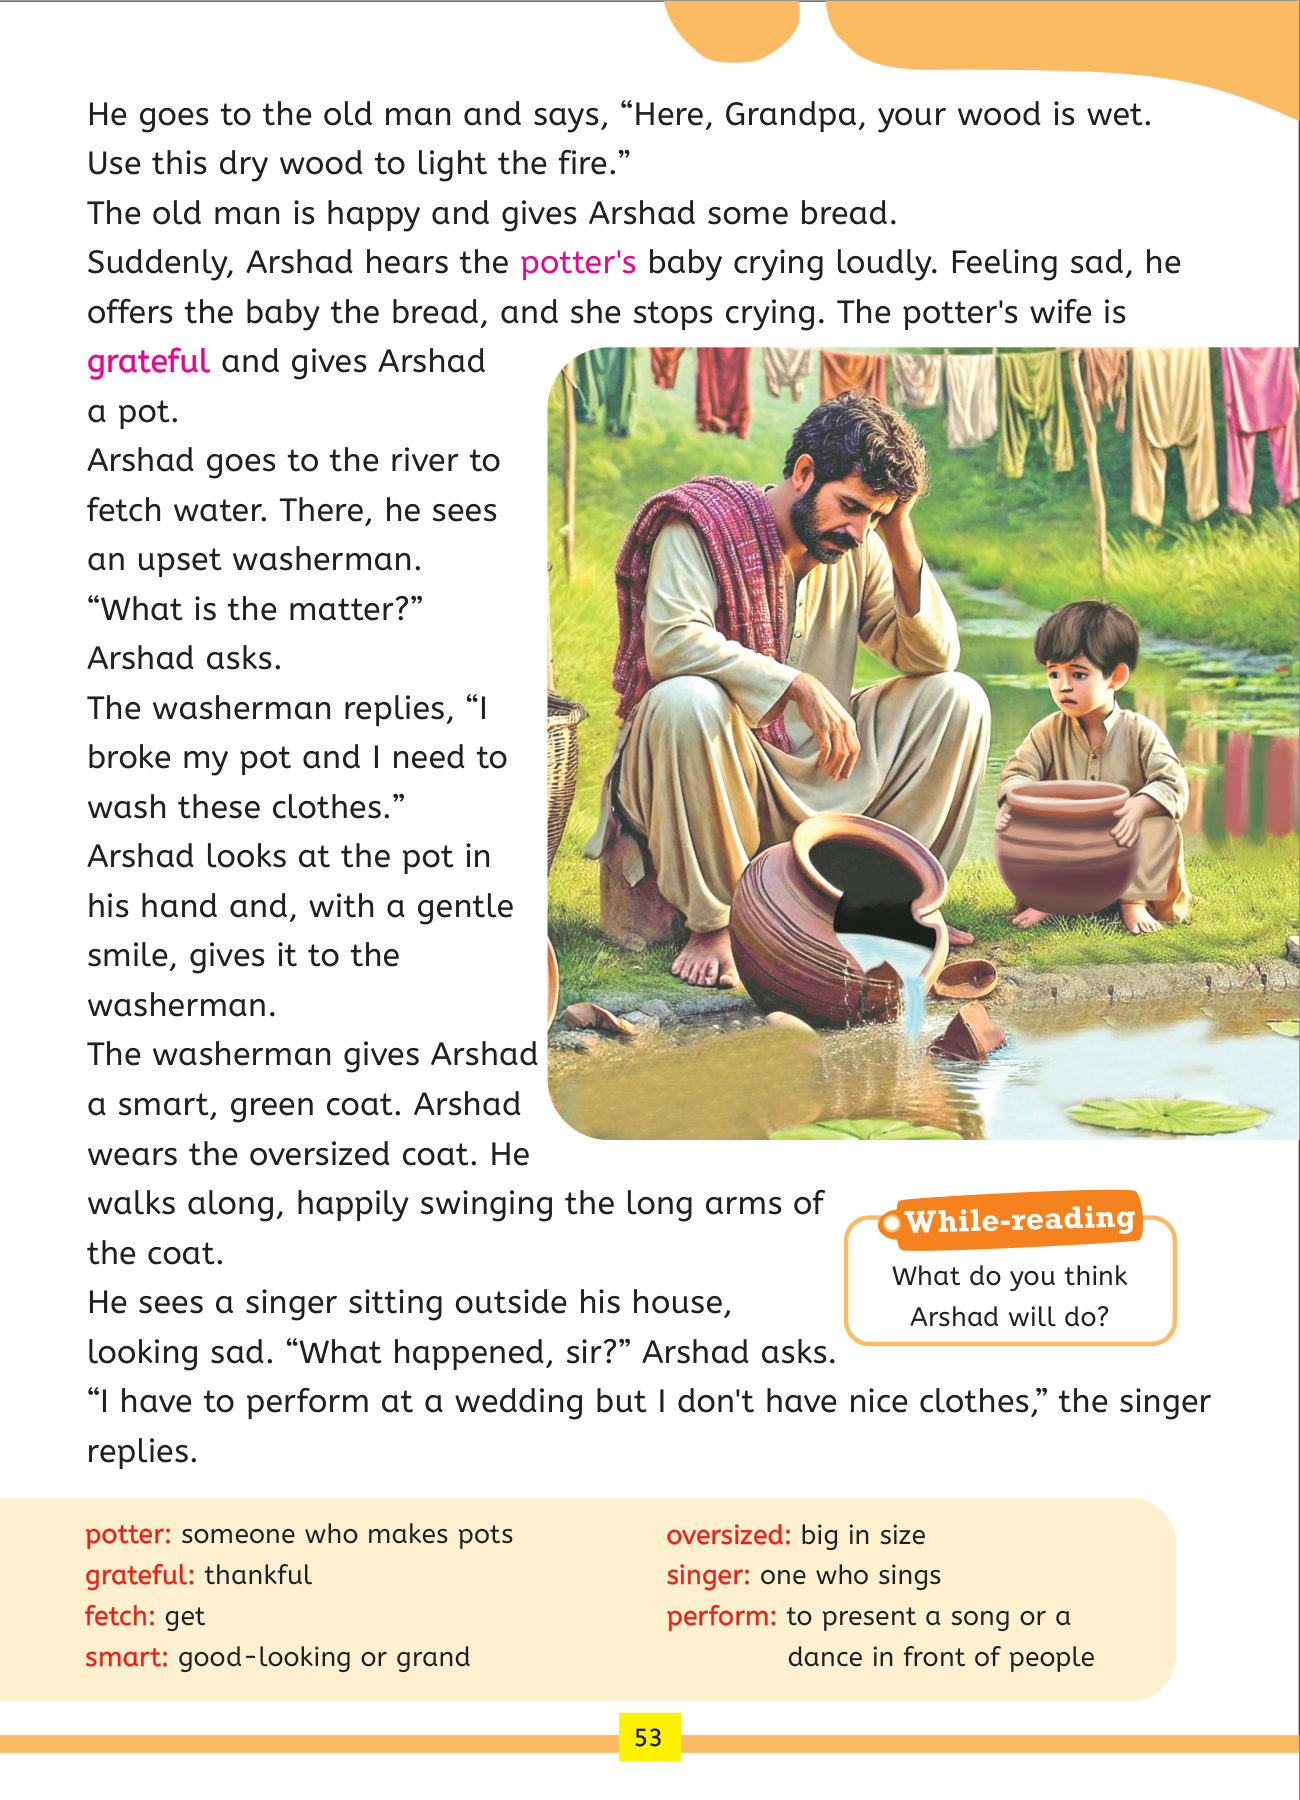 He goes to the old man and says, “Here, Grandpa, your wood is wet.
Use this dry wood to light the fire.”
The old man is happy and gives Arshad some bread.
Suddenly, Arshad hears the potter's baby crying loudly. Feeling sad, he
offers the baby the bread, and she stops crying. The potter's wife is
grateful and gives Arshad
a pot.
Arshad goes to the river to
fetch water. There, he sees
an upset washerman.
“What is the matter?”
Arshad asks.
The washerman replies, “I
broke my pot and I need to
wash these clothes.”
Arshad looks at the pot in
his hand and, with a gentle
smile, gives it to the
washerman.
The washerman gives Arshad
a smart, green coat. Arshad
wears the oversized coat. He
walks along, happily swinging the long arms of
the coat.
He sees a singer sitting outside his house,
looking sad. “What happened, sir?” Arshad asks.
“I have to perform at a wedding but I don't have nice clothes,” the singer
replies.
While-reading
What do you think
Arshad will do?
potter: someone who makes pots
grateful: thankful
fetch: get
smart: good-looking or grand
oversized: big in size
singer: one who sings
perform: to present a song or a
dance in front of people
53